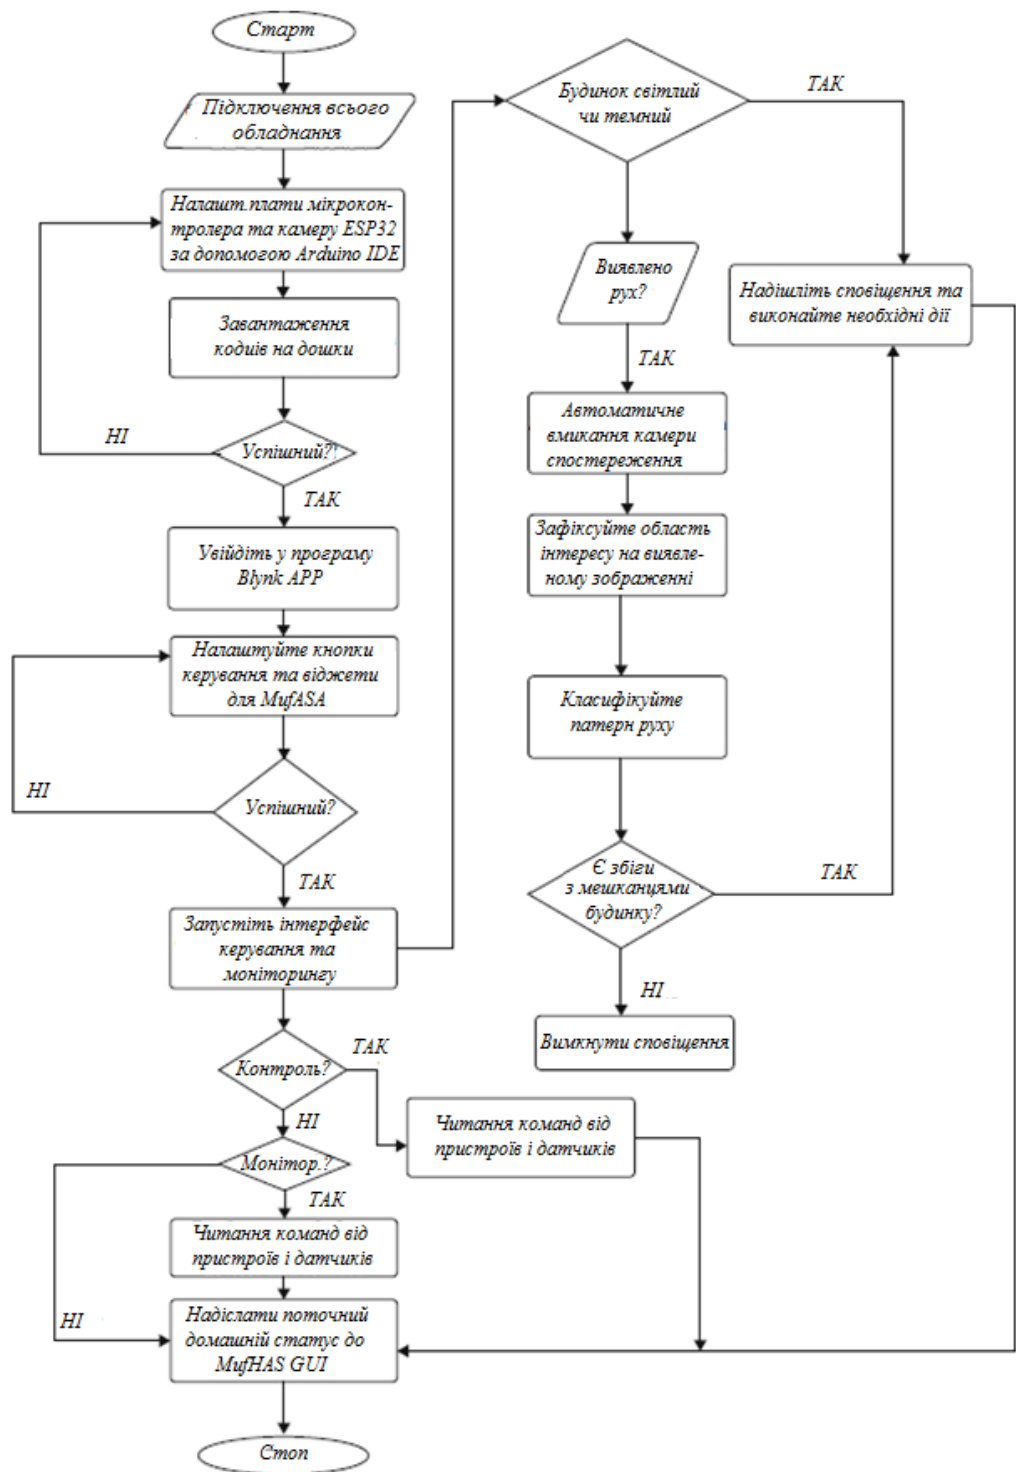 Старт
Підключення всього
обладнання
Налашт.плати мікрокон-
тролера та камеру ESP32
за допомогою Arduino IDE
Завантаження
кодиів на дошки
НІ
Успішний?
ТАК
Увійдіть у програму
Blynk APP
Налаштуйте кнопки
керування та віджети
для MufASA
НІ
Успішний?
ТАК
Запустіть інтерфейс
керування та
моніторингу
Контроль?
ТАК
НІ
Читання команд від
пристроїв і датчиків
Монітор.?
ТАК
Читання команд від
пристроїв і датчиків
НІ
Надіслати поточний
домашній статус до
MufHAS GUI
Стоп
Будинок світлий
чи темний
ТАК
Виявлено
рух?
Надішліть сповіщення та
виконайте необхідні дії
ТАК
Автоматичне
вмикання камери
спостереження
Зафіксуйте область
інтересу на виявле-
ному зображенні
Класифікуйте
патерн руху
Є збіги
з мешканцями
будинку?
ТАК
НІ
Вимкнути сповіщення